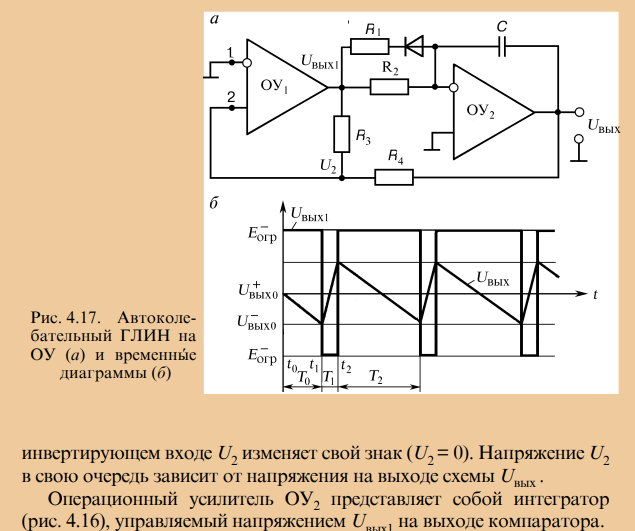 а
R₁
C
1
Uвых1
ОУ₁
R₂
2
ОУ₂
Uвых
R₃
U₂
R₄
б
Uвых1
E⁻огр
Uвых
U⁺вых0
t
U⁻вых0
E⁻огр
t₀ t₁ t₂
T₀ T₁ T₂
Рис. 4.17. Автоколе-
бательный ГЛИН на
ОУ (а) и временны́е
диаграммы (б)
инвертирующем входе U₂ изменяет свой знак (U₂ = 0). Напряжение U₂
в свою очередь зависит от напряжения на выходе схемы Uвых .
Операционный усилитель ОУ₂ представляет собой интегратор
(рис. 4.16), управляемый напряжением Uвых1 на выходе компаратора.